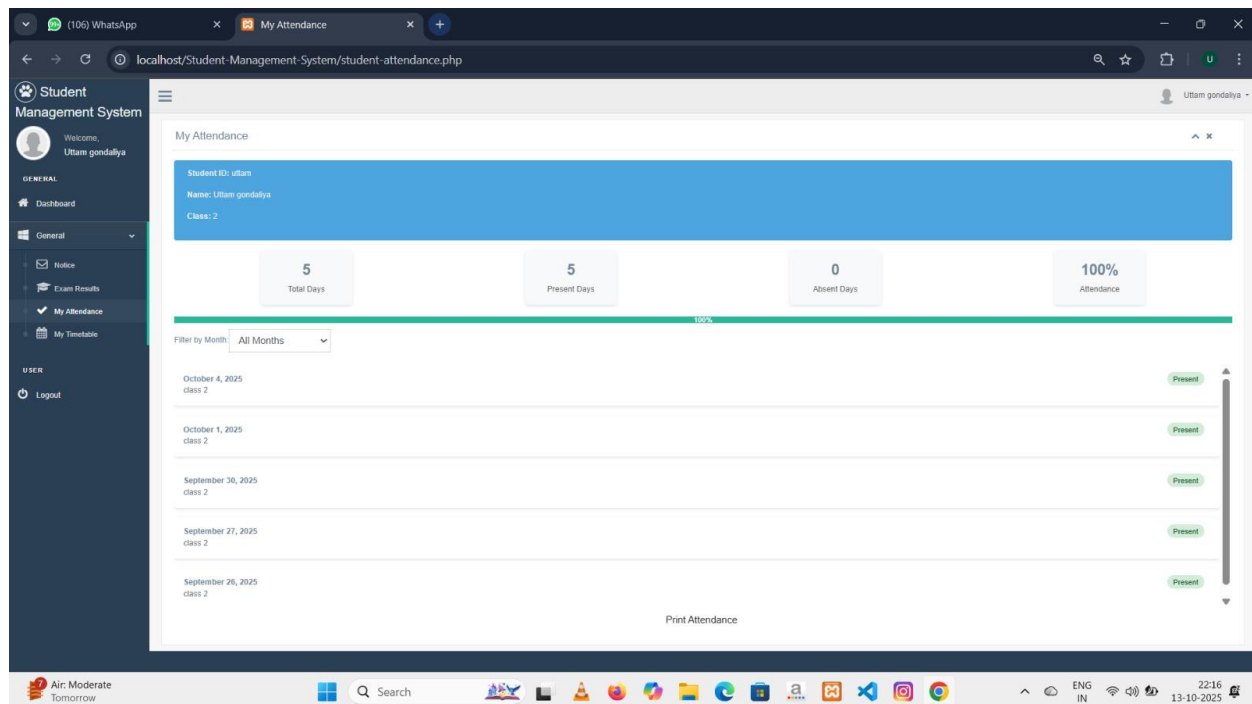 (106) WhatsApp
My Attendance
localhost/Student-Management-System/student-attendance.php
U
Student
Management System
Welcome,
Uttam gondaliya
GENERAL
Dashboard
General
Notice
Exam Results
My Attendance
My Timetable
USER
Logout
Uttam gondaliya
My Attendance
Student ID: uttam
Name: Uttam gondaliya
Class: 2
5
Total Days
5
Present Days
0
Absent Days
100%
Attendance
100%
Filter by Month: All Months
October 4, 2025
class 2
Present
October 1, 2025
class 2
Present
September 30, 2025
class 2
Present
September 27, 2025
class 2
Present
September 26, 2025
class 2
Present
Print Attendance
7
Air: Moderate
Tomorrow
Search
a
ENG
IN
22:16
13-10-2025